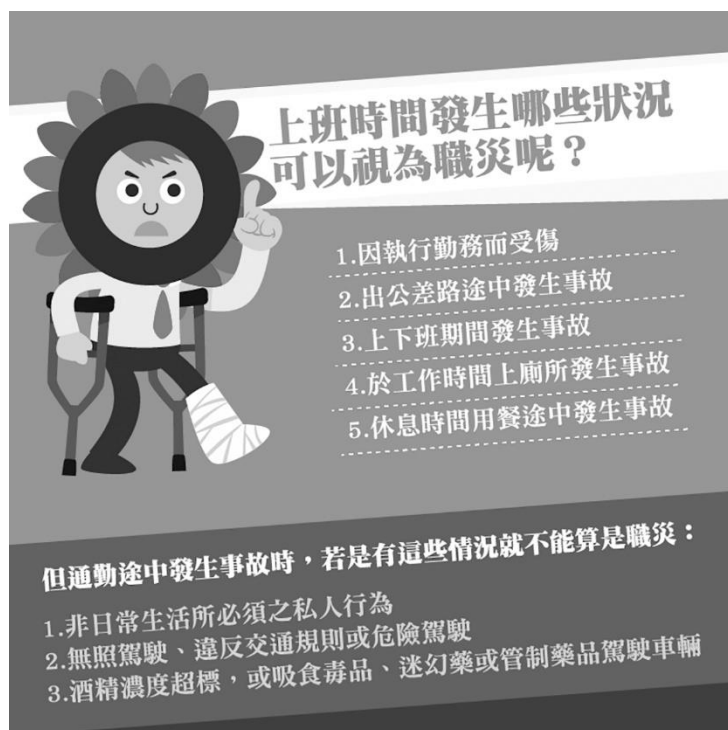 上班時間發生哪些狀況
可以視為職災呢？
1.因執行勤務而受傷
2.出公差路途中發生事故
3.上下班期間發生事故
4.於工作時間上廁所發生事故
5.休息時間用餐途中發生事故
但通勤途中發生事故時，若是有這些情況就不能算是職災：
1.非日常生活所必須之私人行為
2.無照駕駛、違反交通規則或危險駕駛
3.酒精濃度超標，或吸食毒品、迷幻藥或管制藥品駕駛車輛